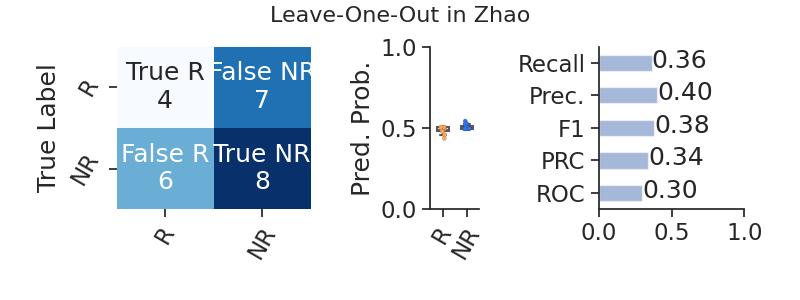 Leave-One-Out in Zhao
True Label
R
NR
True R
4
False NR
7
False R
6
True NR
8
R
NR
Pred. Prob.
1.0
0.5
0.0
R
NR
Recall
0.36
Prec.
0.40
F1
0.38
PRC
0.34
ROC
0.30
0.0
0.5
1.0